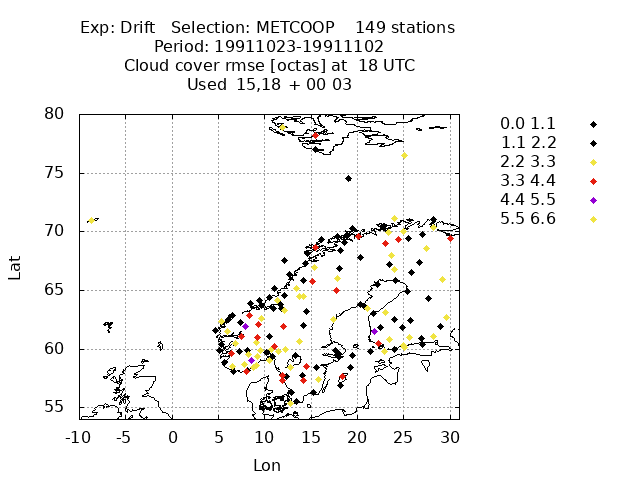 Exp: Drift   Selection: METCOOP    149 stations
Period: 19911023-19911102
Cloud cover rmse [octas] at  18 UTC
Used  15,18 + 00 03
80
75
70
65
60
55
Lat
-10 -5 0 5 10 15 20 25 30
Lon
0.0 1.1
1.1 2.2
2.2 3.3
3.3 4.4
4.4 5.5
5.5 6.6